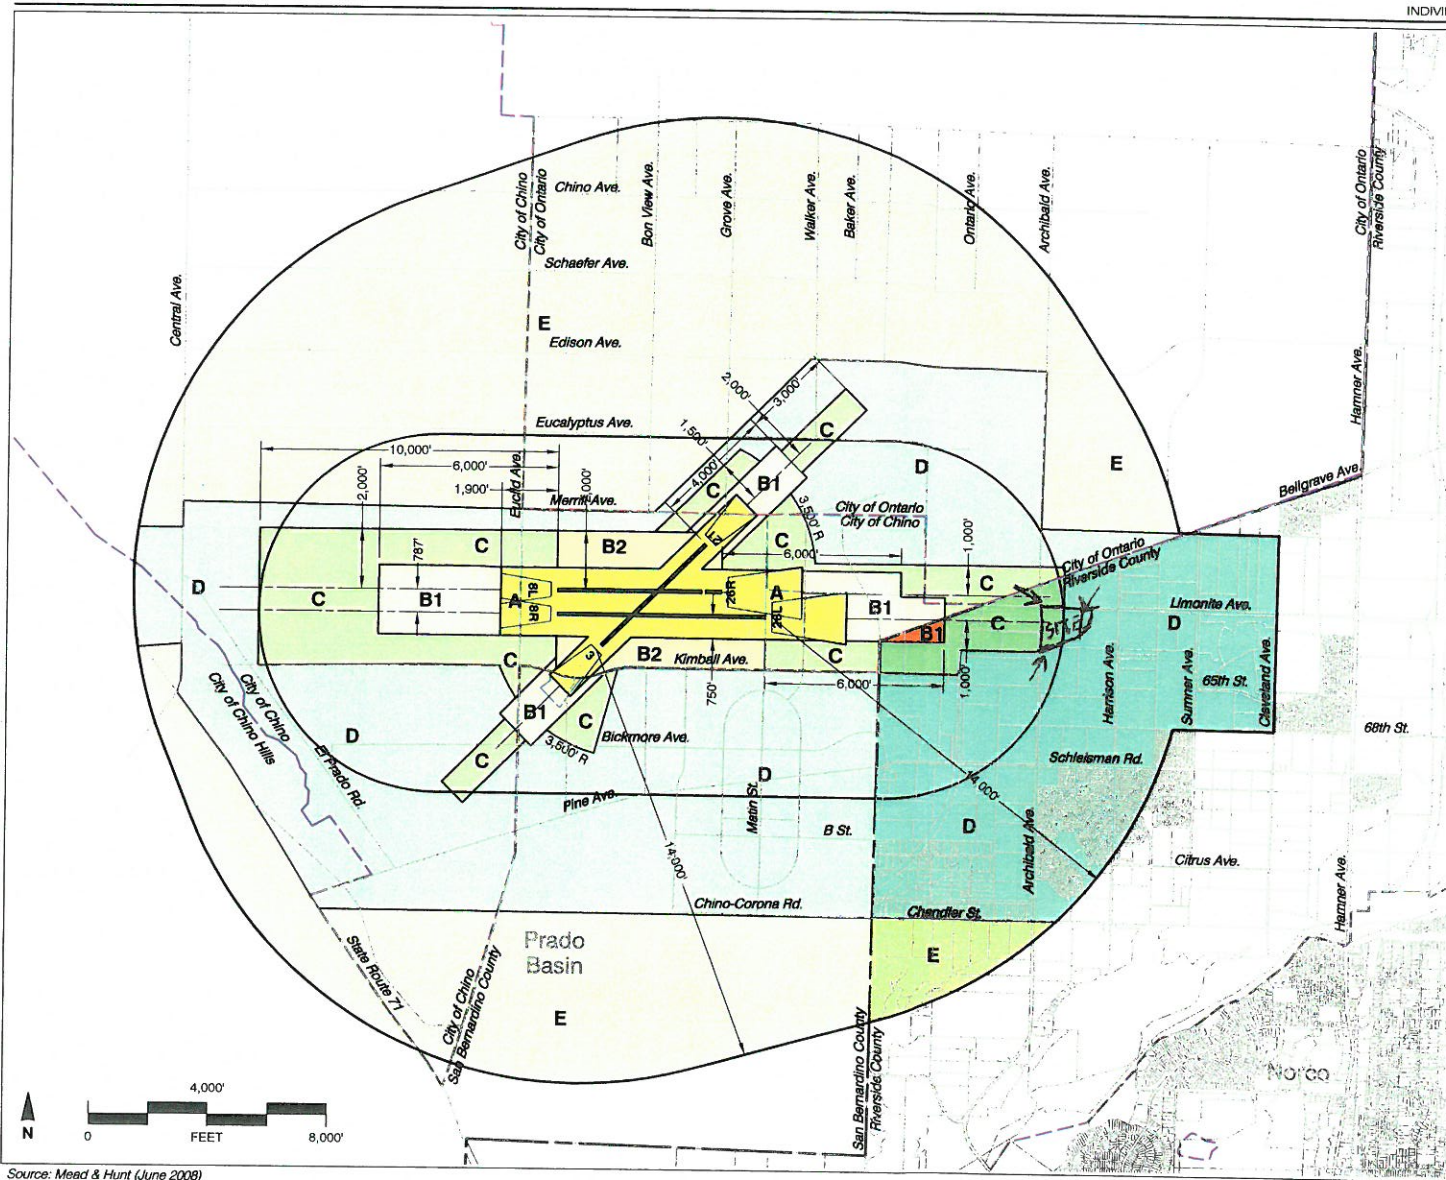 INDIVI
Chino Ave.
City of Chino
City of Ontario
Bon View Ave.
Grove Ave.
Walker Ave.
Baker Ave.
Ontario Ave.
Archibald Ave.
City of Ontario
Riverside County
Schaefer Ave.
Central Ave.
E
Edison Ave.
Hamner Ave.
2,000'
3,000'
Eucalyptus Ave.
1,500'
C
10,000'
6,000'
4,000'
D
E
Bellgrave Ave.
1,900'
Euclid Ave.
Merrill Ave.
2,000'
C
B1
3,500' R
City of Ontario
City of Chino
787'
C
B2
C
6,000'
1,000'
City of Ontario
Riverside County
C
D
C
B1
A
8L
8R
21
26R
26L
A
B1
C
SITE
Limonite Ave.
D
B1
C
B2
Kimball Ave.
C
3
750'
6,000'
1,000'
Harrison Ave.
Sumner Ave.
65th St.
Cleveland Ave.
City of Chino
City of Chino Hills
B1
C
D
C
3,500' R
Bickmore Ave.
68th St.
El Prado Rd.
Schleisman Rd.
D
14,000'
Pine Ave.
B St.
D
Archibald Ave.
Citrus Ave.
14,000'
Chino-Corona Rd.
Chandler St.
Hamner Ave.
Prado
Basin
State Route 71
E
City of Chino
San Bernardino County
E
San Bernardino County
Riverside County
Norco
4,000'
0
FEET
8,000'
N
Source: Mead & Hunt (June 2008)